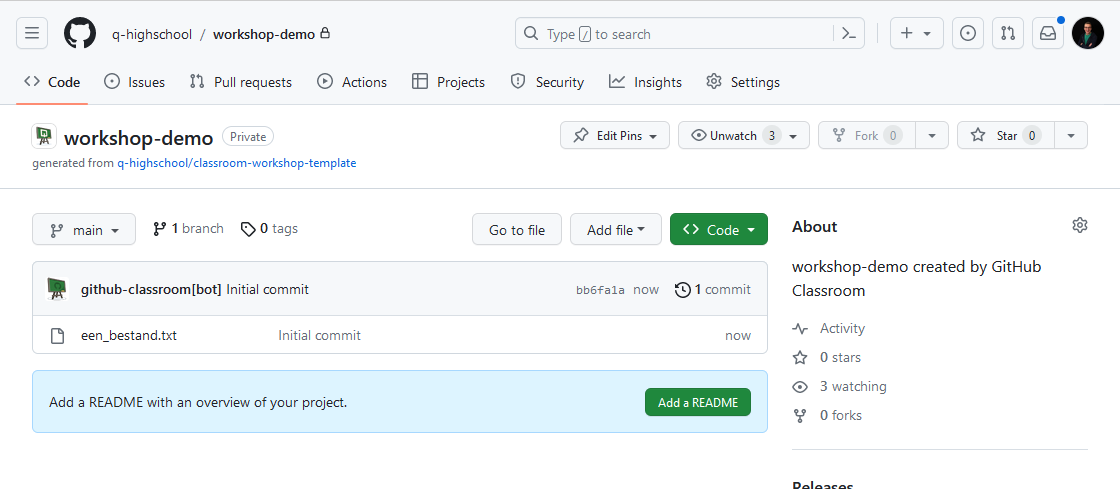 q-highschool / workshop-demo
Type / to search
Code Issues Pull requests Actions Projects Security Insights Settings
workshop-demo Private
Edit Pins Unwatch 3 Fork 0 Star 0
generated from q-highschool/classroom-workshop-template
main 1 branch 0 tags Go to file Add file Code
github-classroom[bot] Initial commit bb6fa1a now 1 commit
een_bestand.txt Initial commit now
Add a README with an overview of your project. Add a README
About
workshop-demo created by GitHub
Classroom
Activity
0 stars
3 watching
0 forks
Releases